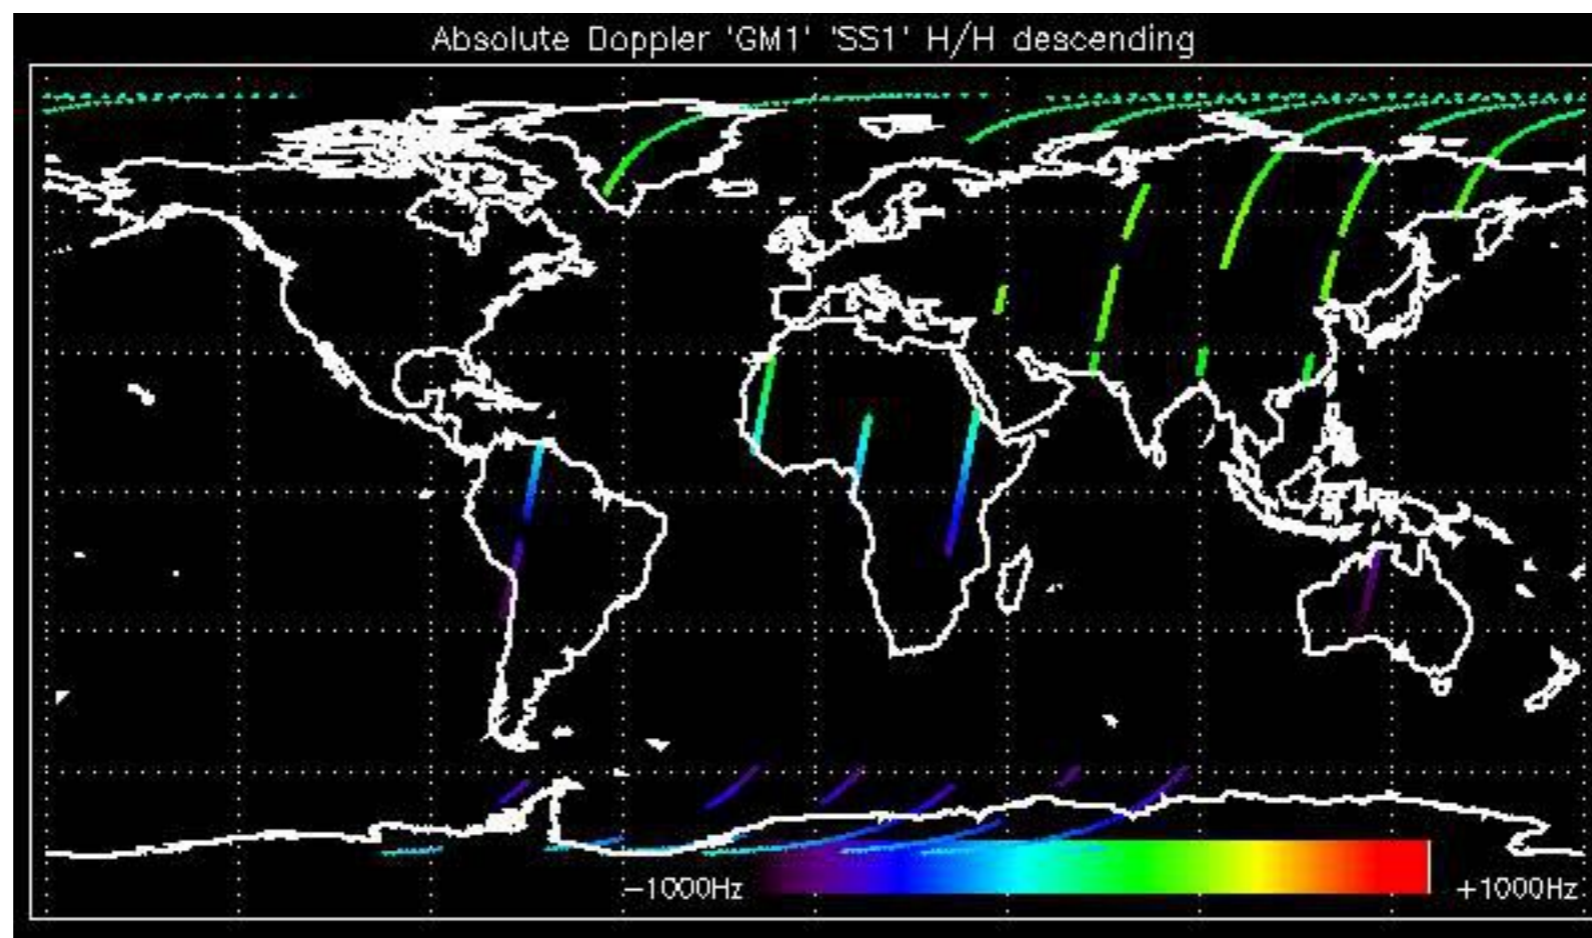 Absolute Doppler 'GM1' 'SS1' H/H descending
-1000Hz
+1000Hz